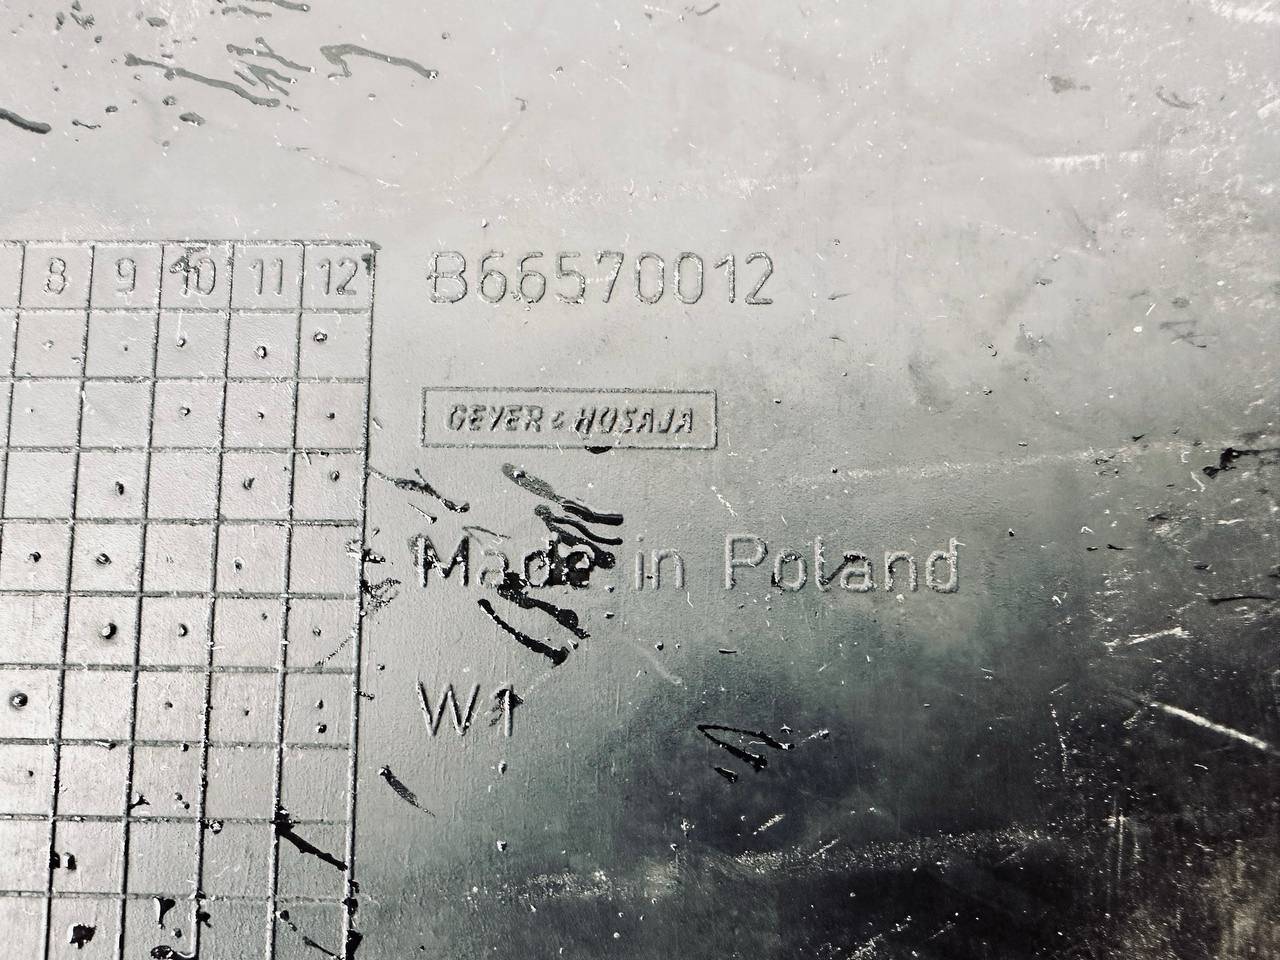 8 9 10 11 12
B66570012
GEYER & HOSAJA
Made in Poland
W1